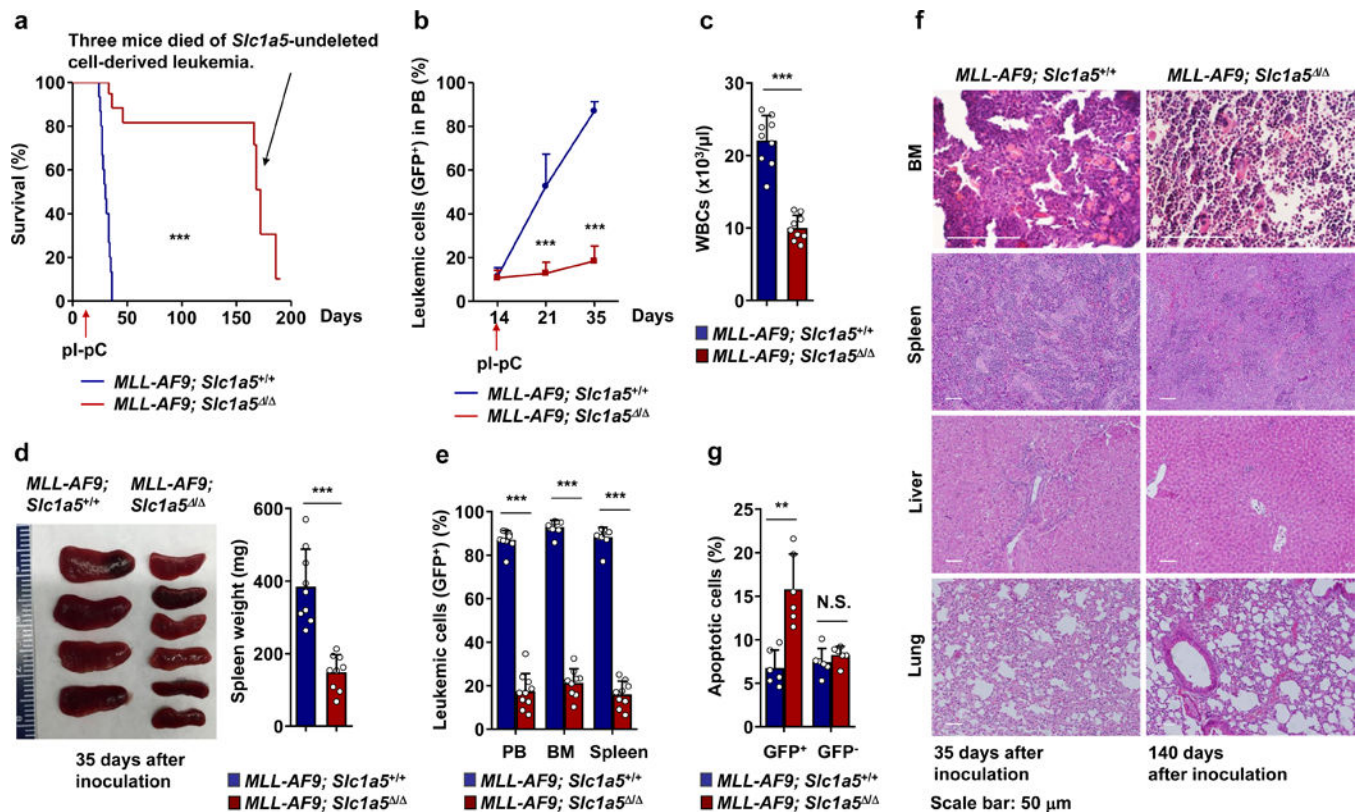 a
Three mice died of Slc1a5-undeleted
cell-derived leukemia.
Survival (%)
100
80
60
40
20
0
***
0 50 100 150 200 Days
pI-pC
MLL-AF9; Slc1a5+/+
MLL-AF9; Slc1a5Δ/Δ
b
Leukemic cells (GFP+) in PB (%)
100
80
60
40
20
0
*** ***
14 21 35 Days
pI-pC
MLL-AF9; Slc1a5+/+
MLL-AF9; Slc1a5Δ/Δ
c
WBCs (x10³/μl)
30
20
10
0
***
MLL-AF9; Slc1a5+/+
MLL-AF9; Slc1a5Δ/Δ
d
MLL-AF9;
Slc1a5+/+
MLL-AF9;
Slc1a5Δ/Δ
35 days after
inoculation
Spleen weight (mg)
600
400
200
0
***
MLL-AF9; Slc1a5+/+
MLL-AF9; Slc1a5Δ/Δ
e
Leukemic cells (GFP+) (%)
100
80
60
40
20
0
*** *** ***
PB BM Spleen
MLL-AF9; Slc1a5+/+
MLL-AF9; Slc1a5Δ/Δ
g
Apoptotic cells (%)
25
20
15
10
5
0
**
N.S.
GFP+ GFP-
MLL-AF9; Slc1a5+/+
MLL-AF9; Slc1a5Δ/Δ
f
MLL-AF9; Slc1a5+/+ MLL-AF9; Slc1a5Δ/Δ
BM
Spleen
Liver
Lung
35 days after
inoculation
140 days
after inoculation
Scale bar: 50 μm